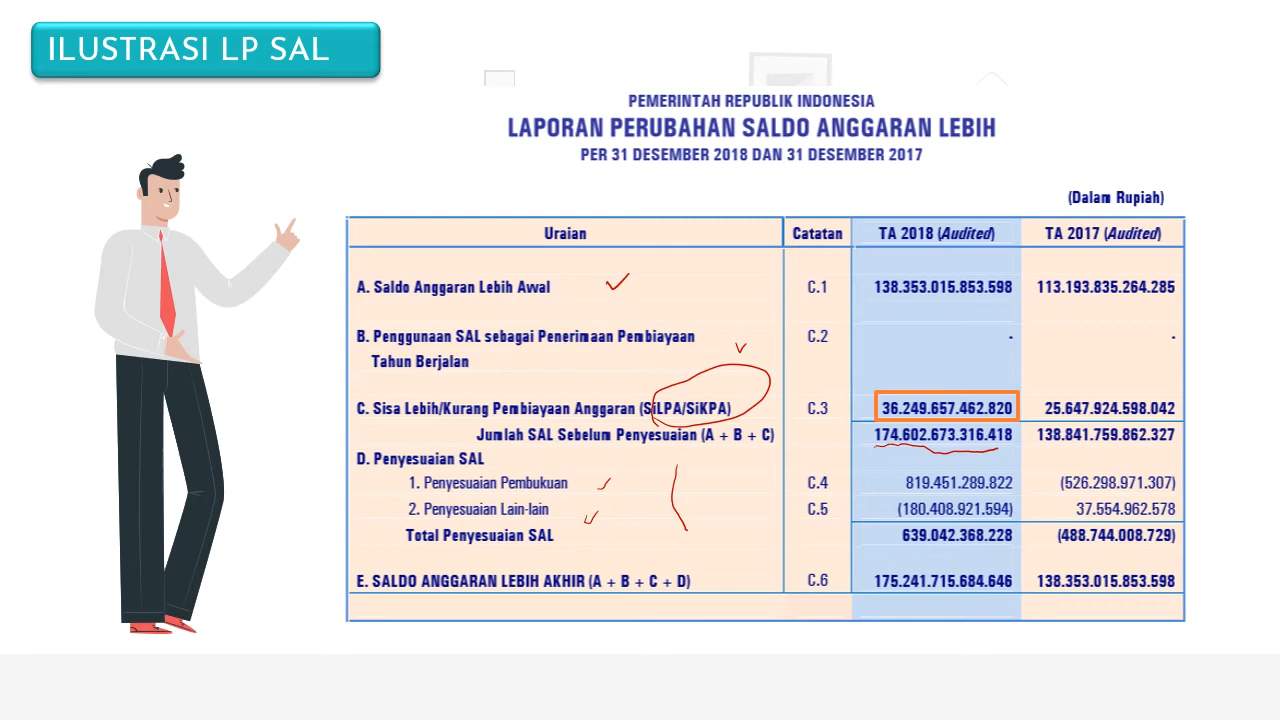 ILUSTRASI LP SAL
PEMERINTAH REPUBLIK INDONESIA
LAPORAN PERUBAHAN SALDO ANGGARAN LEBIH
PER 31 DESEMBER 2018 DAN 31 DESEMBER 2017
(Dalam Rupiah)
Uraian Catatan TA 2018 (Audited) TA 2017 (Audited)
A. Saldo Anggaran Lebih Awal C.1 138.353.015.853.598 113.193.835.264.285
B. Penggunaan SAL sebagai Penerimaan Pembiayaan C.2 - -
Tahun Berjalan
C. Sisa Lebih/Kurang Pembiayaan Anggaran (SiLPA/SiKPA) C.3 36.249.657.462.820 25.647.924.598.042
Jumlah SAL Sebelum Penyesuaian (A + B + C) 174.602.673.316.418 138.841.759.862.327
D. Penyesuaian SAL
1. Penyesuaian Pembukuan C.4 819.451.289.822 (526.298.971.307)
2. Penyesuaian Lain-lain C.5 (180.408.921.594) 37.554.962.578
Total Penyesuaian SAL 639.042.368.228 (488.744.008.729)
E. SALDO ANGGARAN LEBIH AKHIR (A + B + C + D) C.6 175.241.715.684.646 138.353.015.853.598